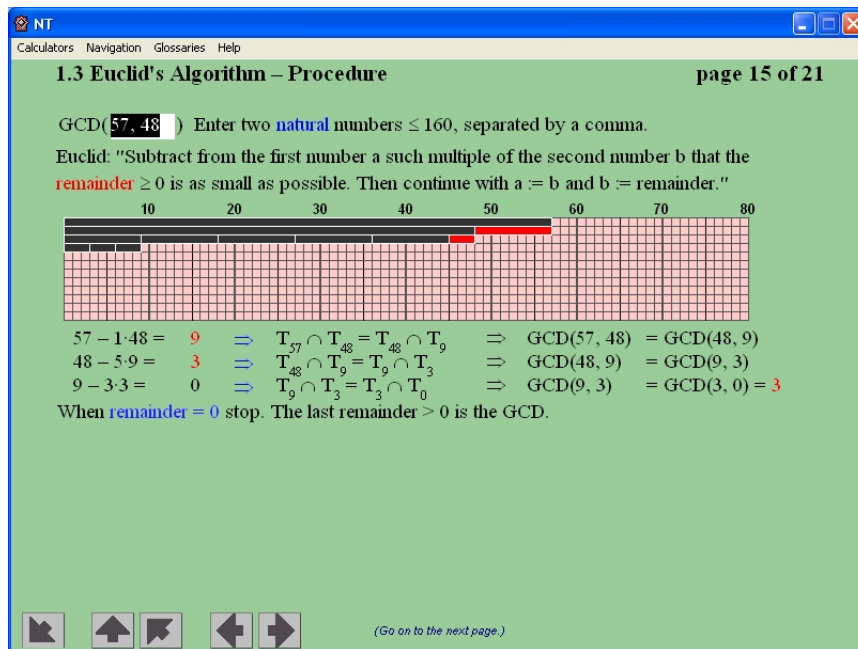 NT
Calculators Navigation Glossaries Help
1.3 Euclid's Algorithm – Procedure page 15 of 21
GCD(57, 48 ) Enter two natural numbers ≤ 160, separated by a comma.
Euclid: "Subtract from the first number a such multiple of the second number b that the
remainder ≥ 0 is as small as possible. Then continue with a := b and b := remainder."
10 20 30 40 50 60 70 80
57 – 1·48 = 9 ⇒ T57 ∩ T48 = T48 ∩ T9 ⇒ GCD(57, 48) = GCD(48, 9)
48 – 5·9 = 3 ⇒ T48 ∩ T9 = T9 ∩ T3 ⇒ GCD(48, 9) = GCD(9, 3)
9 – 3·3 = 0 ⇒ T9 ∩ T3 = T3 ∩ T0 ⇒ GCD(9, 3) = GCD(3, 0) = 3
When remainder = 0 stop. The last remainder > 0 is the GCD.
(Go on to the next page.)